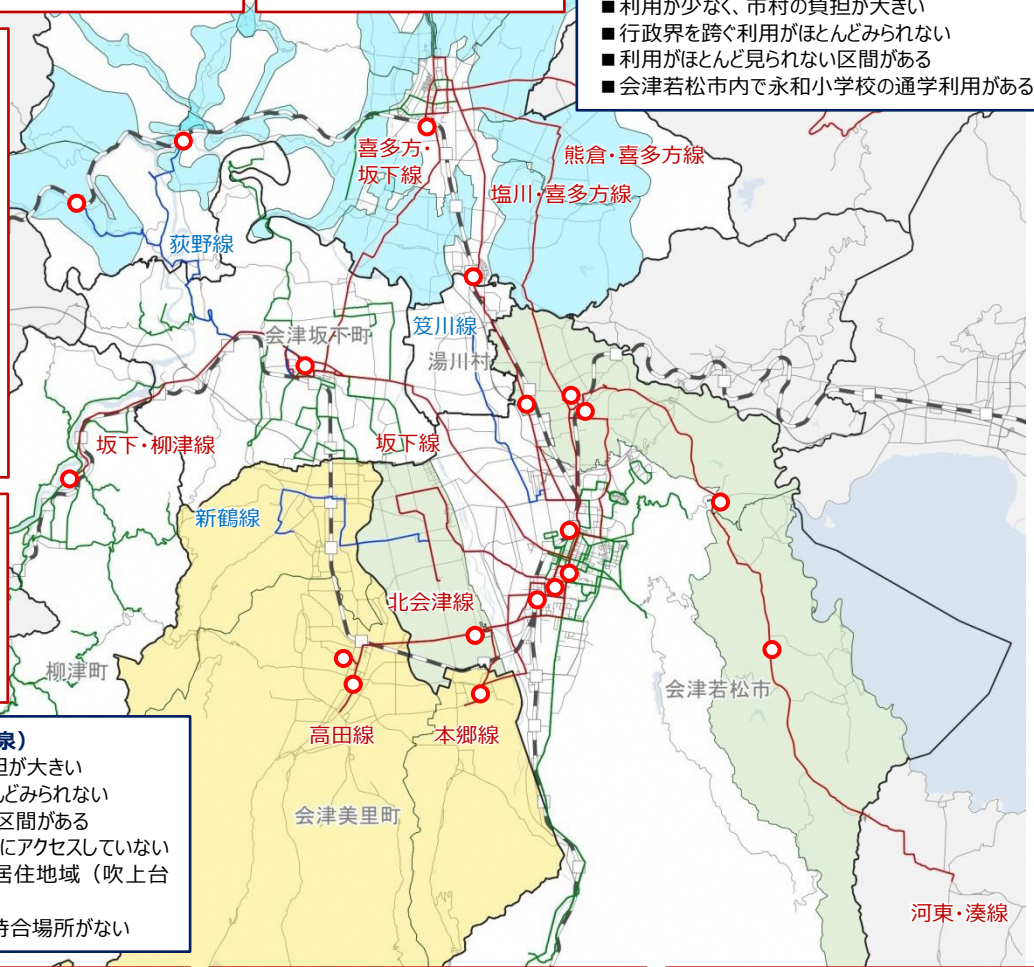 ■ 利用が少なく、市村の負担が大きい
■ 行政界を跨ぐ利用がほとんどみられない
■ 利用がほとんど見られない区間がある
■ 会津若松市内で永和小学校の通学利用がある
喜多方・
坂下線
熊倉・喜多方線
塩川・喜多方線
荻野線
会津坂下町
笈川線
湯川村
坂下・柳津線
坂下線
新鶴線
北会津線
柳津町
会津若松市
高田線
本郷線
会津美里町
河東・湊線
泉）
担が大きい
んどみられない
区間がある
にアクセスしていない
居住地域（吹上台
待合場所がない